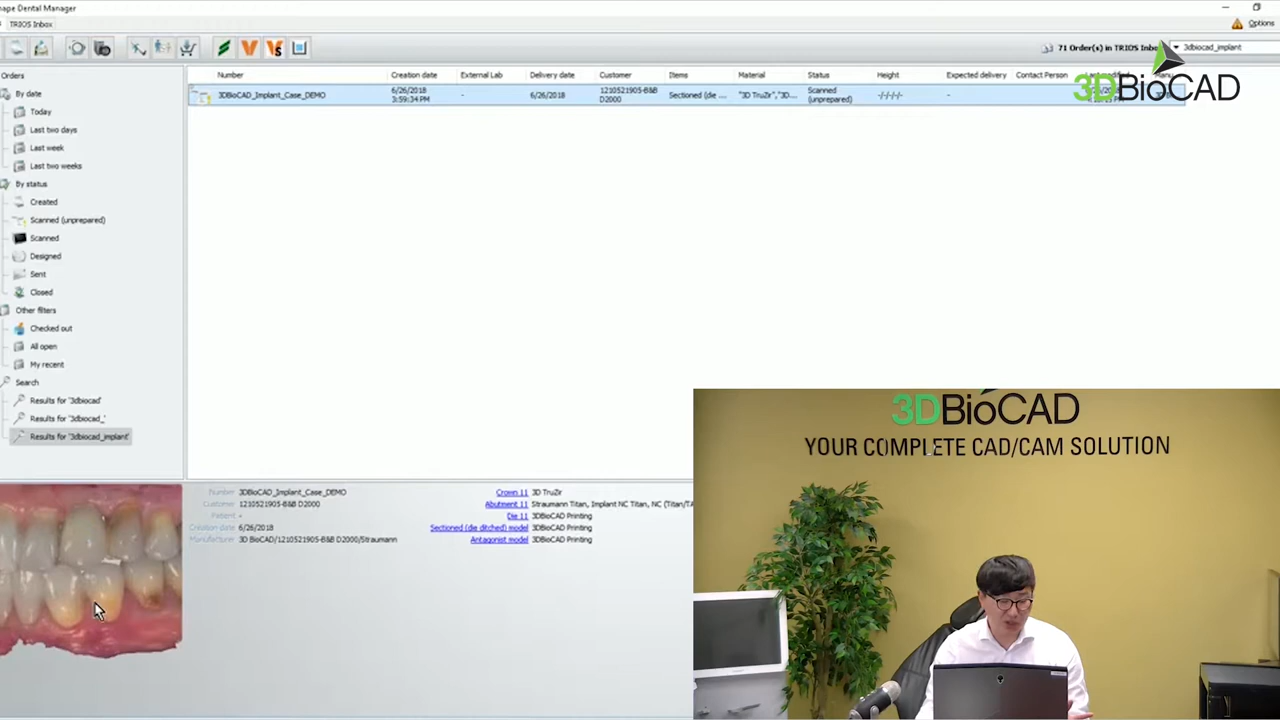 hape Dental Manager
TRIOS Inbox
Options
71 Order(s) in TRIOS Inbo
3dbiocad_implant
3DBioCAD
Orders
By date
Today
Last two days
Last week
Last two weeks
By status
Created
Scanned (unprepared)
Scanned
Designed
Sent
Closed
Other filters
Checked out
All open
My recent
Search
Results for '3dbiocad'
Results for '3dbiocad_'
Results for '3dbiocad_implant'
Number Creation date External Lab Delivery date Customer Items Material Status Height Expected delivery Contact Person
3DBioCAD_Implant_Case_DEMO 6/26/2018 3:59:34 PM - 6/26/2018 1210521905-B&B D2000 Sectioned (die ... "3D TruZir","3D... Scanned (unprepared) -/-/-/- -
Number 3DBioCAD_Implant_Case_DEMO
Customer 1210521905-B&B D2000
Patient -
Creation date 6/26/2018
Manufacturer 3D BioCAD/1210521905-B&B D2000/Straumann
Crown 11 3D TruZir
Abutment 11 Straumann Titan, Implant NC Titan, NC (Titan/TA
Die 11 3DBioCAD Printing
Sectioned (die ditched) model 3DBioCAD Printing
Antagonist model 3DBioCAD Printing
3DBioCAD
YOUR COMPLETE CAD/CAM SOLUTION